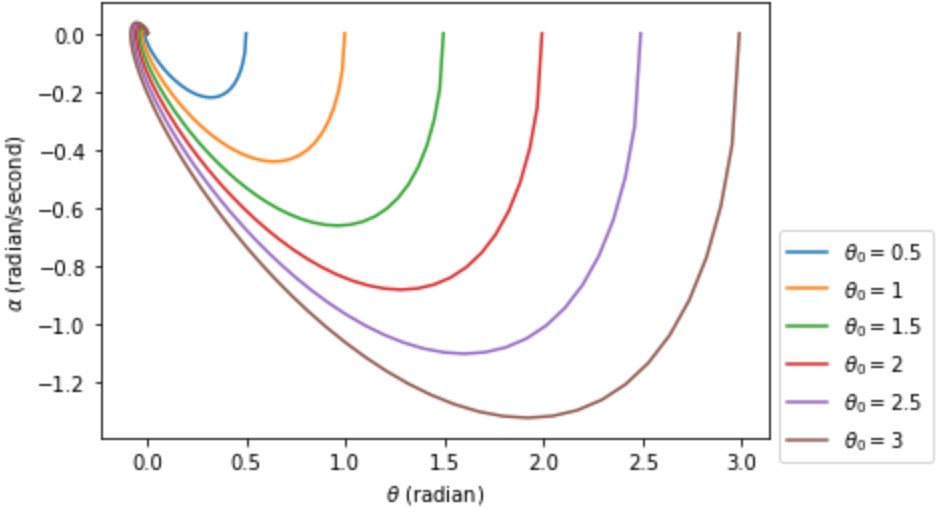 0.0
−0.2
−0.4
−0.6
−0.8
−1.0
−1.2
α (radian/second)
0.0 0.5 1.0 1.5 2.0 2.5 3.0
θ (radian)
θ₀ = 0.5
θ₀ = 1
θ₀ = 1.5
θ₀ = 2
θ₀ = 2.5
θ₀ = 3